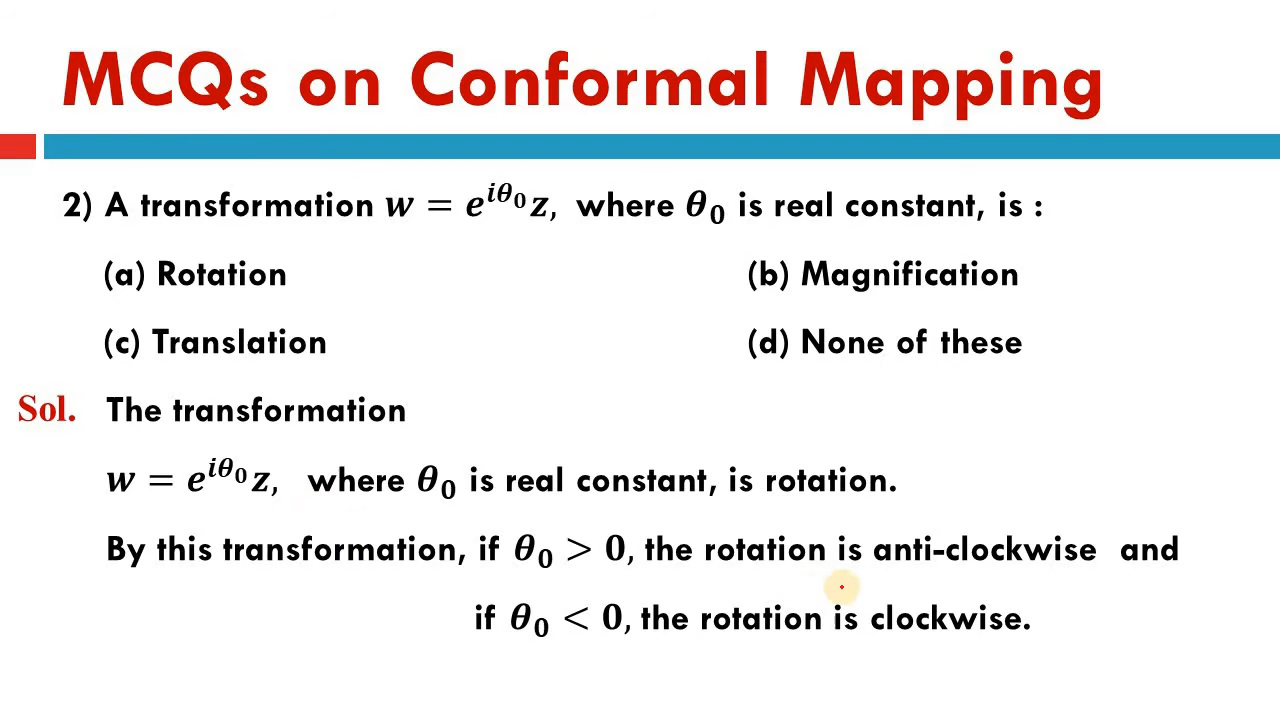 MCQs on Conformal Mapping
2) A transformation 𝒘 = 𝒆^{𝒊𝜽₀}𝒛, where 𝜽₀ is real constant, is :
(a) Rotation (b) Magnification
(c) Translation (d) None of these
Sol. The transformation
𝒘 = 𝒆^{𝒊𝜽₀}𝒛, where 𝜽₀ is real constant, is rotation.
By this transformation, if 𝜽₀ > 𝟎, the rotation is anti-clockwise and
if 𝜽₀ < 𝟎, the rotation is clockwise.